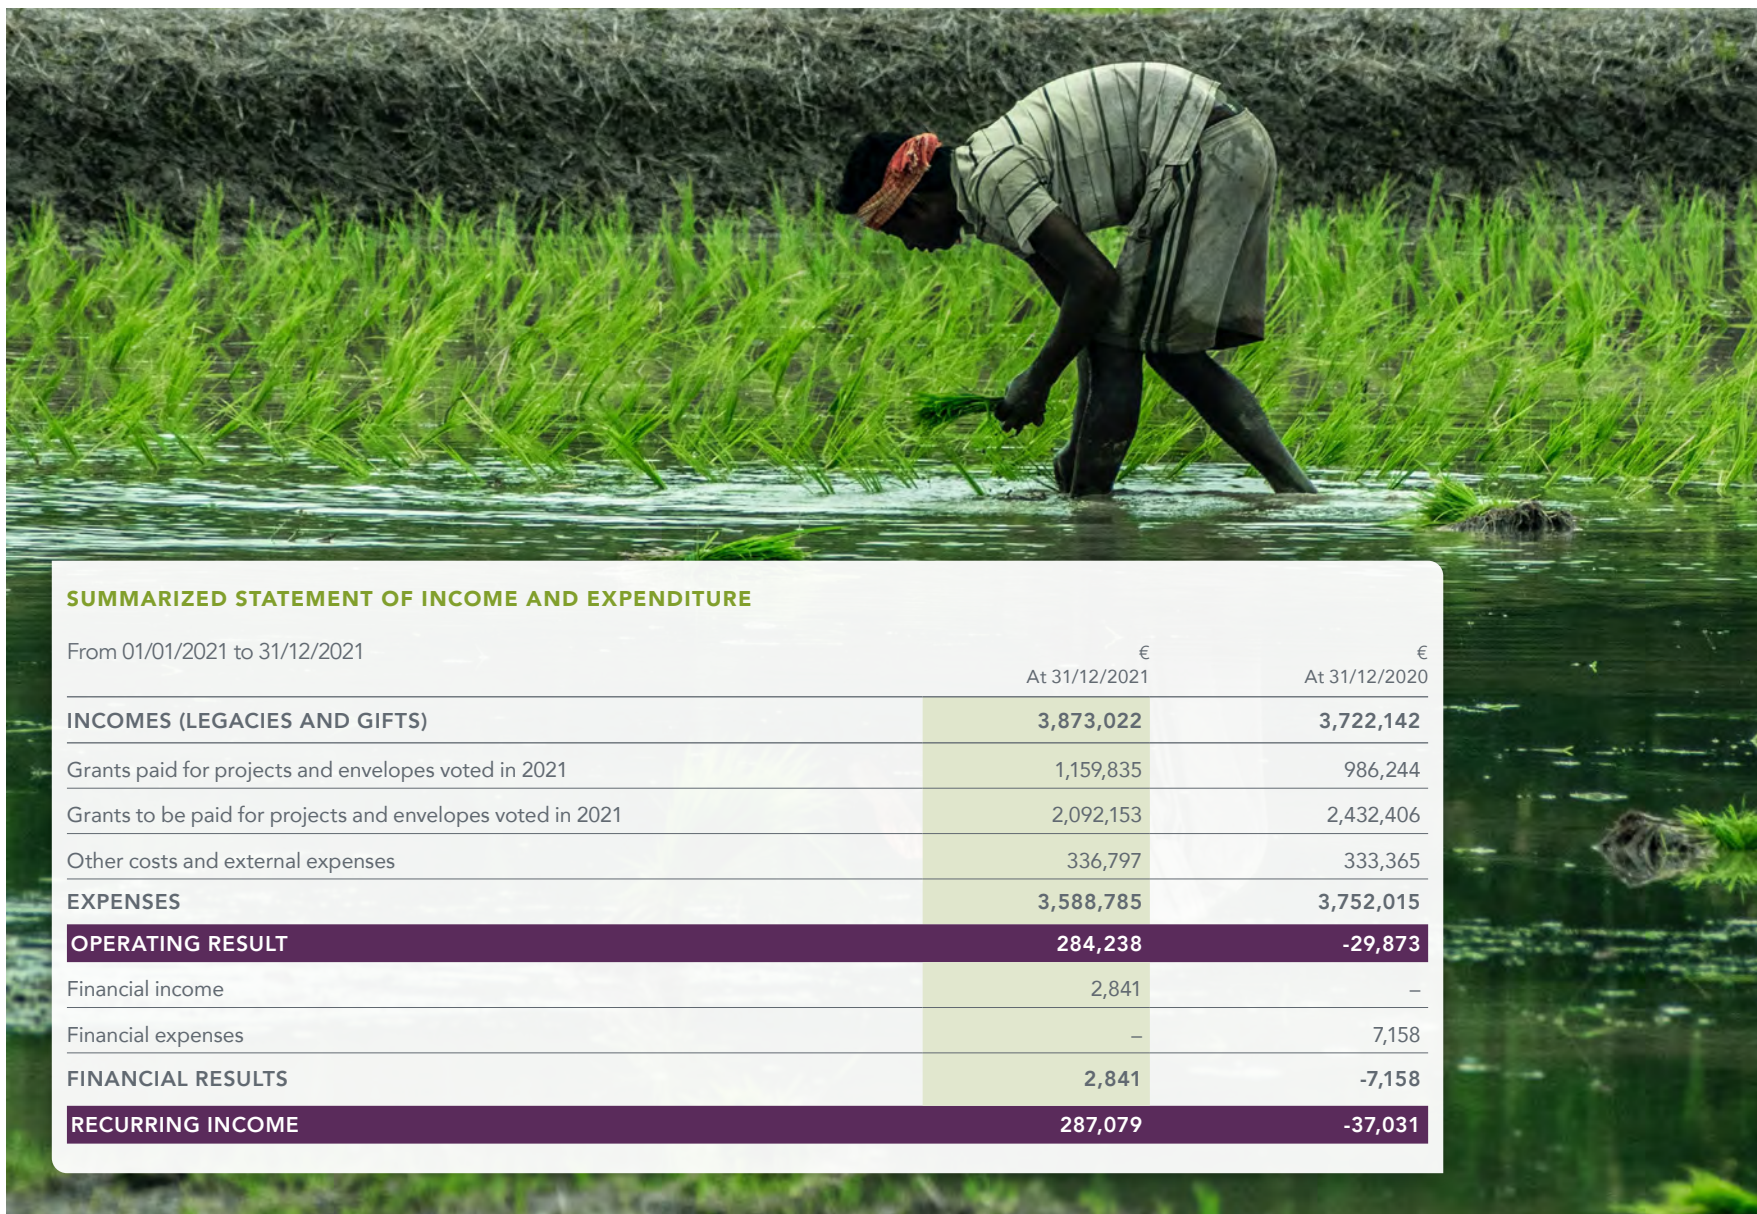 SUMMARIZED STATEMENT OF INCOME AND EXPENDITURE
From 01/01/2021 to 31/12/2021 € €
At 31/12/2021 At 31/12/2020
INCOMES (LEGACIES AND GIFTS) 3,873,022 3,722,142
Grants paid for projects and envelopes voted in 2021 1,159,835 986,244
Grants to be paid for projects and envelopes voted in 2021 2,092,153 2,432,406
Other costs and external expenses 336,797 333,365
EXPENSES 3,588,785 3,752,015
OPERATING RESULT 284,238 -29,873
Financial income 2,841 –
Financial expenses – 7,158
FINANCIAL RESULTS 2,841 -7,158
RECURRING INCOME 287,079 -37,031